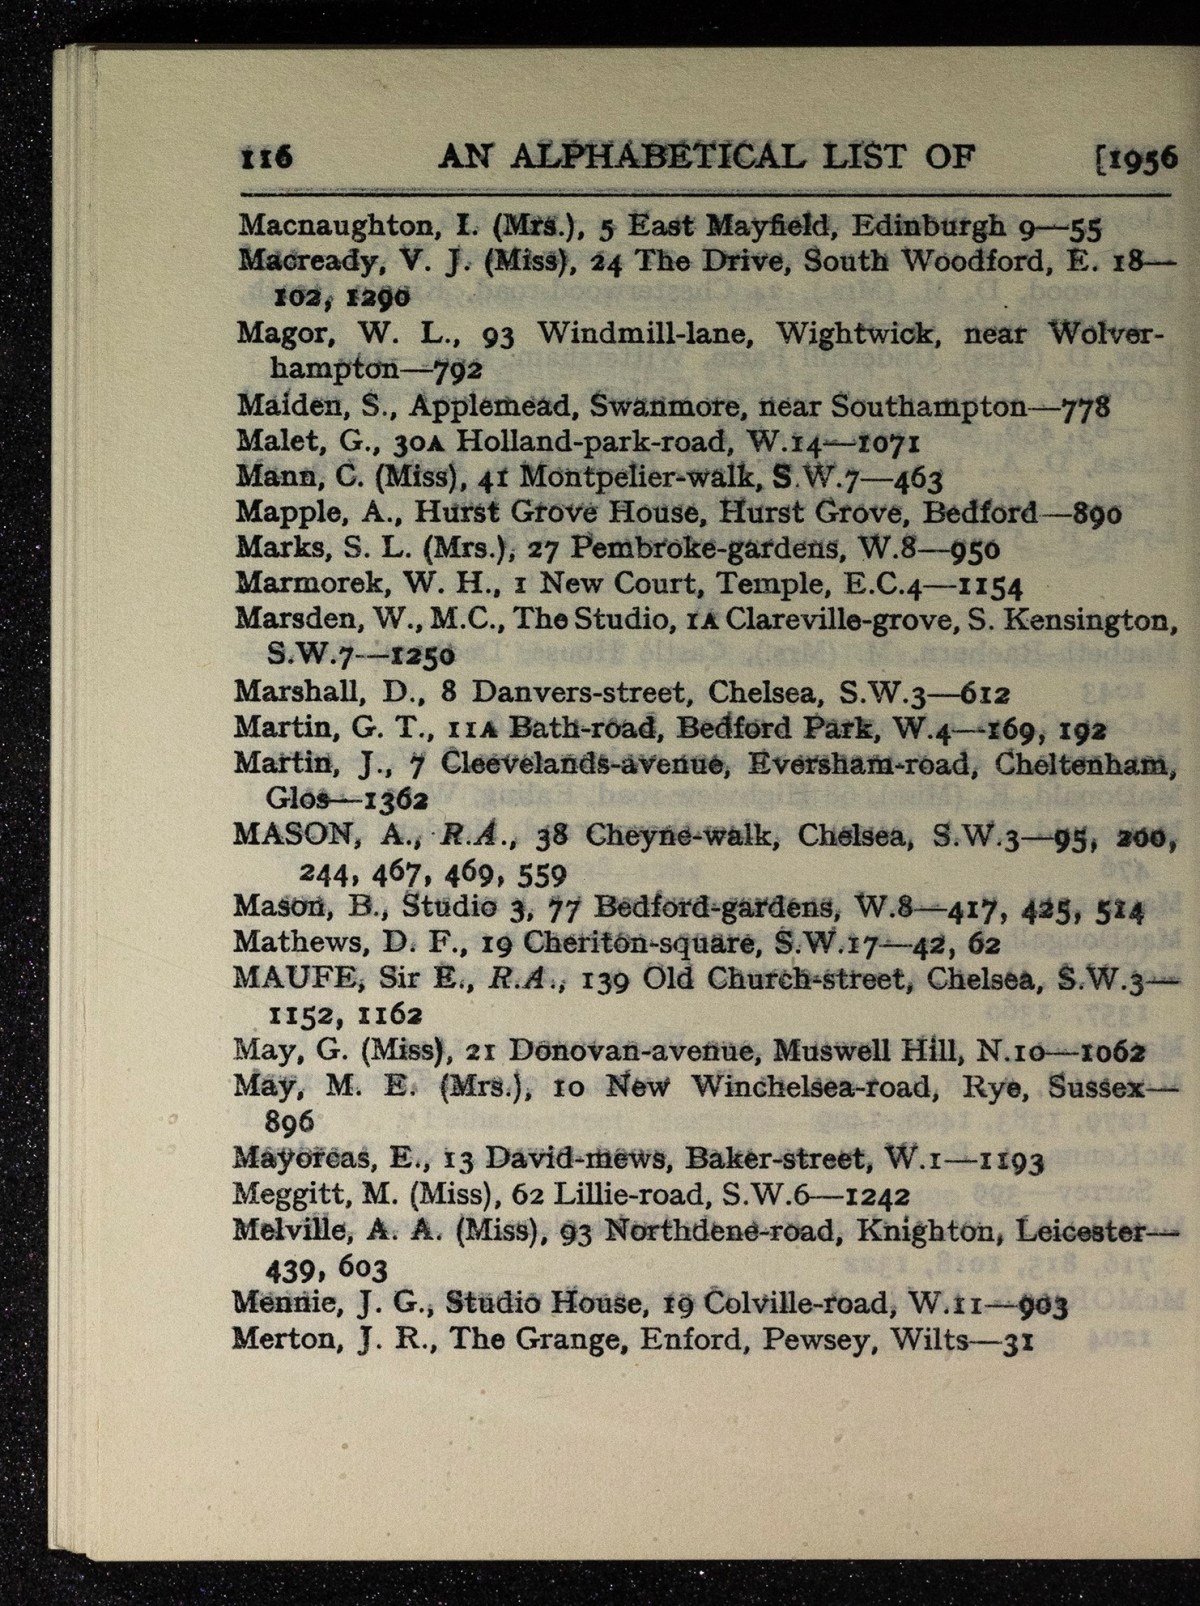 116 AN ALPHABETICAL LIST OF [1956
Macnaughton, I. (Mrs.), 5 East Mayfield, Edinburgh 9—55
Macready, V. J. (Miss), 24 The Drive, South Woodford, E. 18—
102, 1290
Magor, W. L., 93 Windmill-lane, Wightwick, near Wolver-
hampton—792
Maiden, S., Applemead, Swanmore, near Southampton—778
Malet, G., 30A Holland-park-road, W.14—1071
Mann, C. (Miss), 41 Montpelier-walk, S.W.7—463
Mapple, A., Hurst Grove House, Hurst Grove, Bedford—890
Marks, S. L. (Mrs.), 27 Pembroke-gardens, W.8—950
Marmorek, W. H., 1 New Court, Temple, E.C.4—1154
Marsden, W., M.C., The Studio, 1A Clareville-grove, S. Kensington,
S.W.7—1250
Marshall, D., 8 Danvers-street, Chelsea, S.W.3—612
Martin, G. T., 11A Bath-road, Bedford Park, W.4—169, 192
Martin, J., 7 Cleevelands-avenue, Eversham-road, Cheltenham,
Glos—1362
MASON, A., R.A., 38 Cheyne-walk, Chelsea, S.W.3—95, 200,
244, 467, 469, 559
Mason, B., Studio 3, 77 Bedford-gardens, W.8—417, 425, 514
Mathews, D. F., 19 Cheriton-square, S.W.17—42, 62
MAUFE, Sir E., R.A., 139 Old Church-street, Chelsea, S.W.3—
1152, 1162
May, G. (Miss), 21 Donovan-avenue, Muswell Hill, N.10—1062
May, M. E. (Mrs.), 10 New Winchelsea-road, Rye, Sussex—
896
Mayorcas, E., 13 David-mews, Baker-street, W.1—1193
Meggitt, M. (Miss), 62 Lillie-road, S.W.6—1242
Melville, A. A. (Miss), 93 Northdene-road, Knighton, Leicester—
439, 603
Mennie, J. G., Studio House, 19 Colville-road, W.11—903
Merton, J. R., The Grange, Enford, Pewsey, Wilts—31